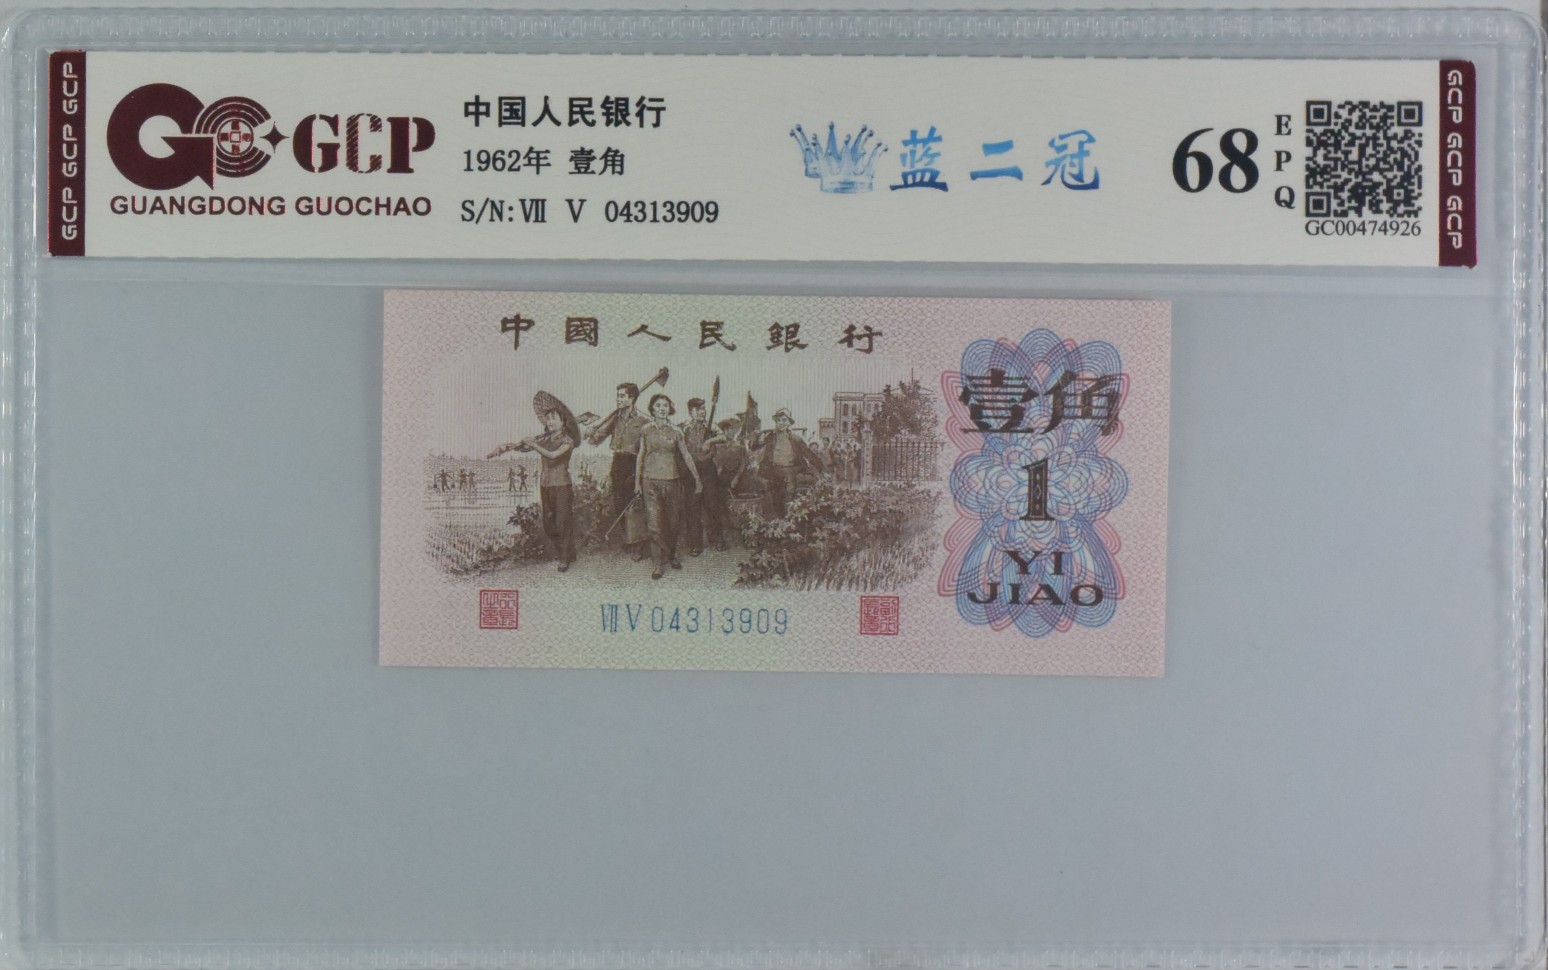 GCP GCP GCP
GCP
GUANGDONG GUOCHAO
中国人民银行
1962年 壹角
S/N: Ⅶ Ⅴ 04313909
蓝二冠
68
EPQ
GC00474926
GCP GCP GCP
中國人民銀行
壹角
1
YI
JIAO
ⅦⅤ04313909